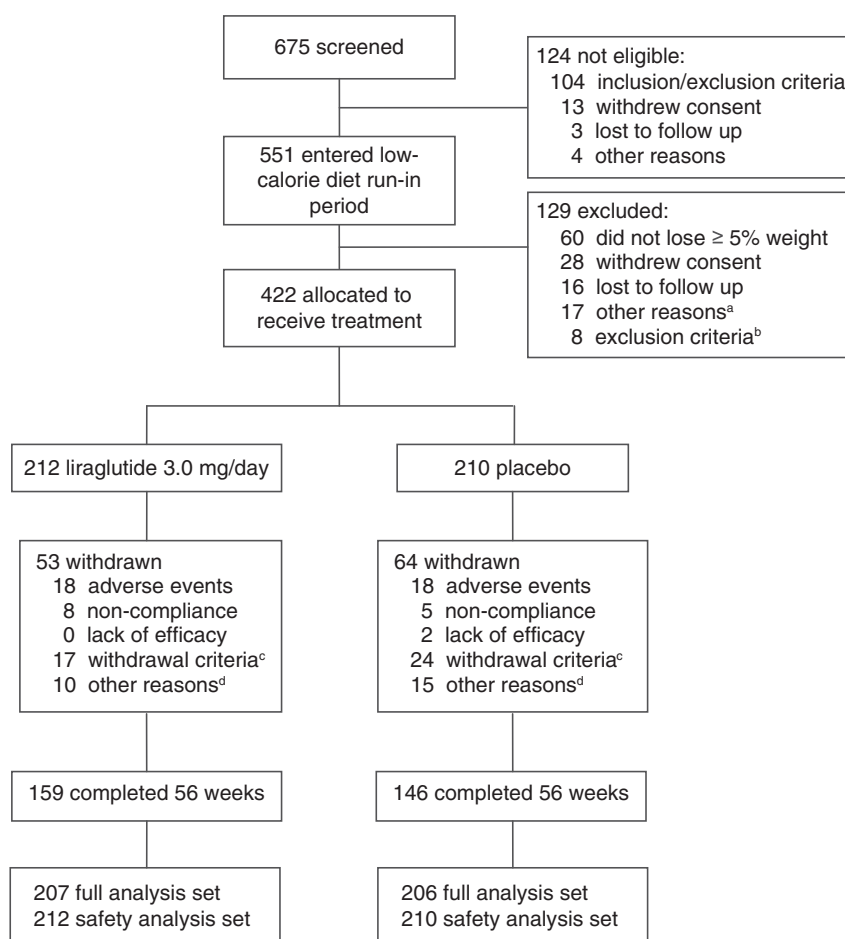 675 screened
124 not eligible:
104 inclusion/exclusion criteria
13 withdrew consent
3 lost to follow up
4 other reasons
551 entered low-
calorie diet run-in
period
129 excluded:
60 did not lose ≥ 5% weight
28 withdrew consent
16 lost to follow up
17 other reasonsᵃ
8 exclusion criteriaᵇ
422 allocated to
receive treatment
212 liraglutide 3.0 mg/day
210 placebo
53 withdrawn
18 adverse events
8 non-compliance
0 lack of efficacy
17 withdrawal criteriaᶜ
10 other reasonsᵈ
64 withdrawn
18 adverse events
5 non-compliance
2 lack of efficacy
24 withdrawal criteriaᶜ
15 other reasonsᵈ
159 completed 56 weeks
146 completed 56 weeks
207 full analysis set
212 safety analysis set
206 full analysis set
210 safety analysis set